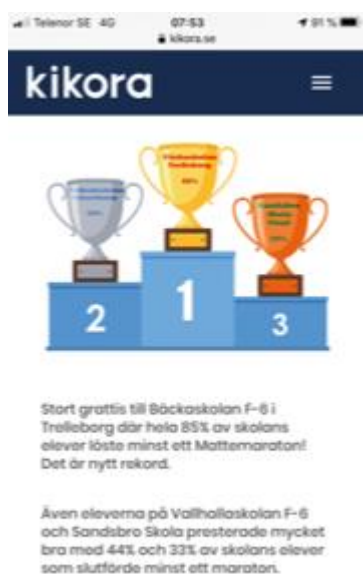 Telenor SE 4G 07:53 91 %
kikora.se
kikora
2
1
3
Stort grattis till Bäckaskolan F-6 i
Trelleborg där hela 85% av skolans
elever löste minst ett Mattemaraton!
Det är nytt rekord.
Även eleverna på Vallhallaskolan F-6
och Sandsbro Skola presterade mycket
bra med 44% och 33% av skolans elever
som slutförde minst ett maraton.